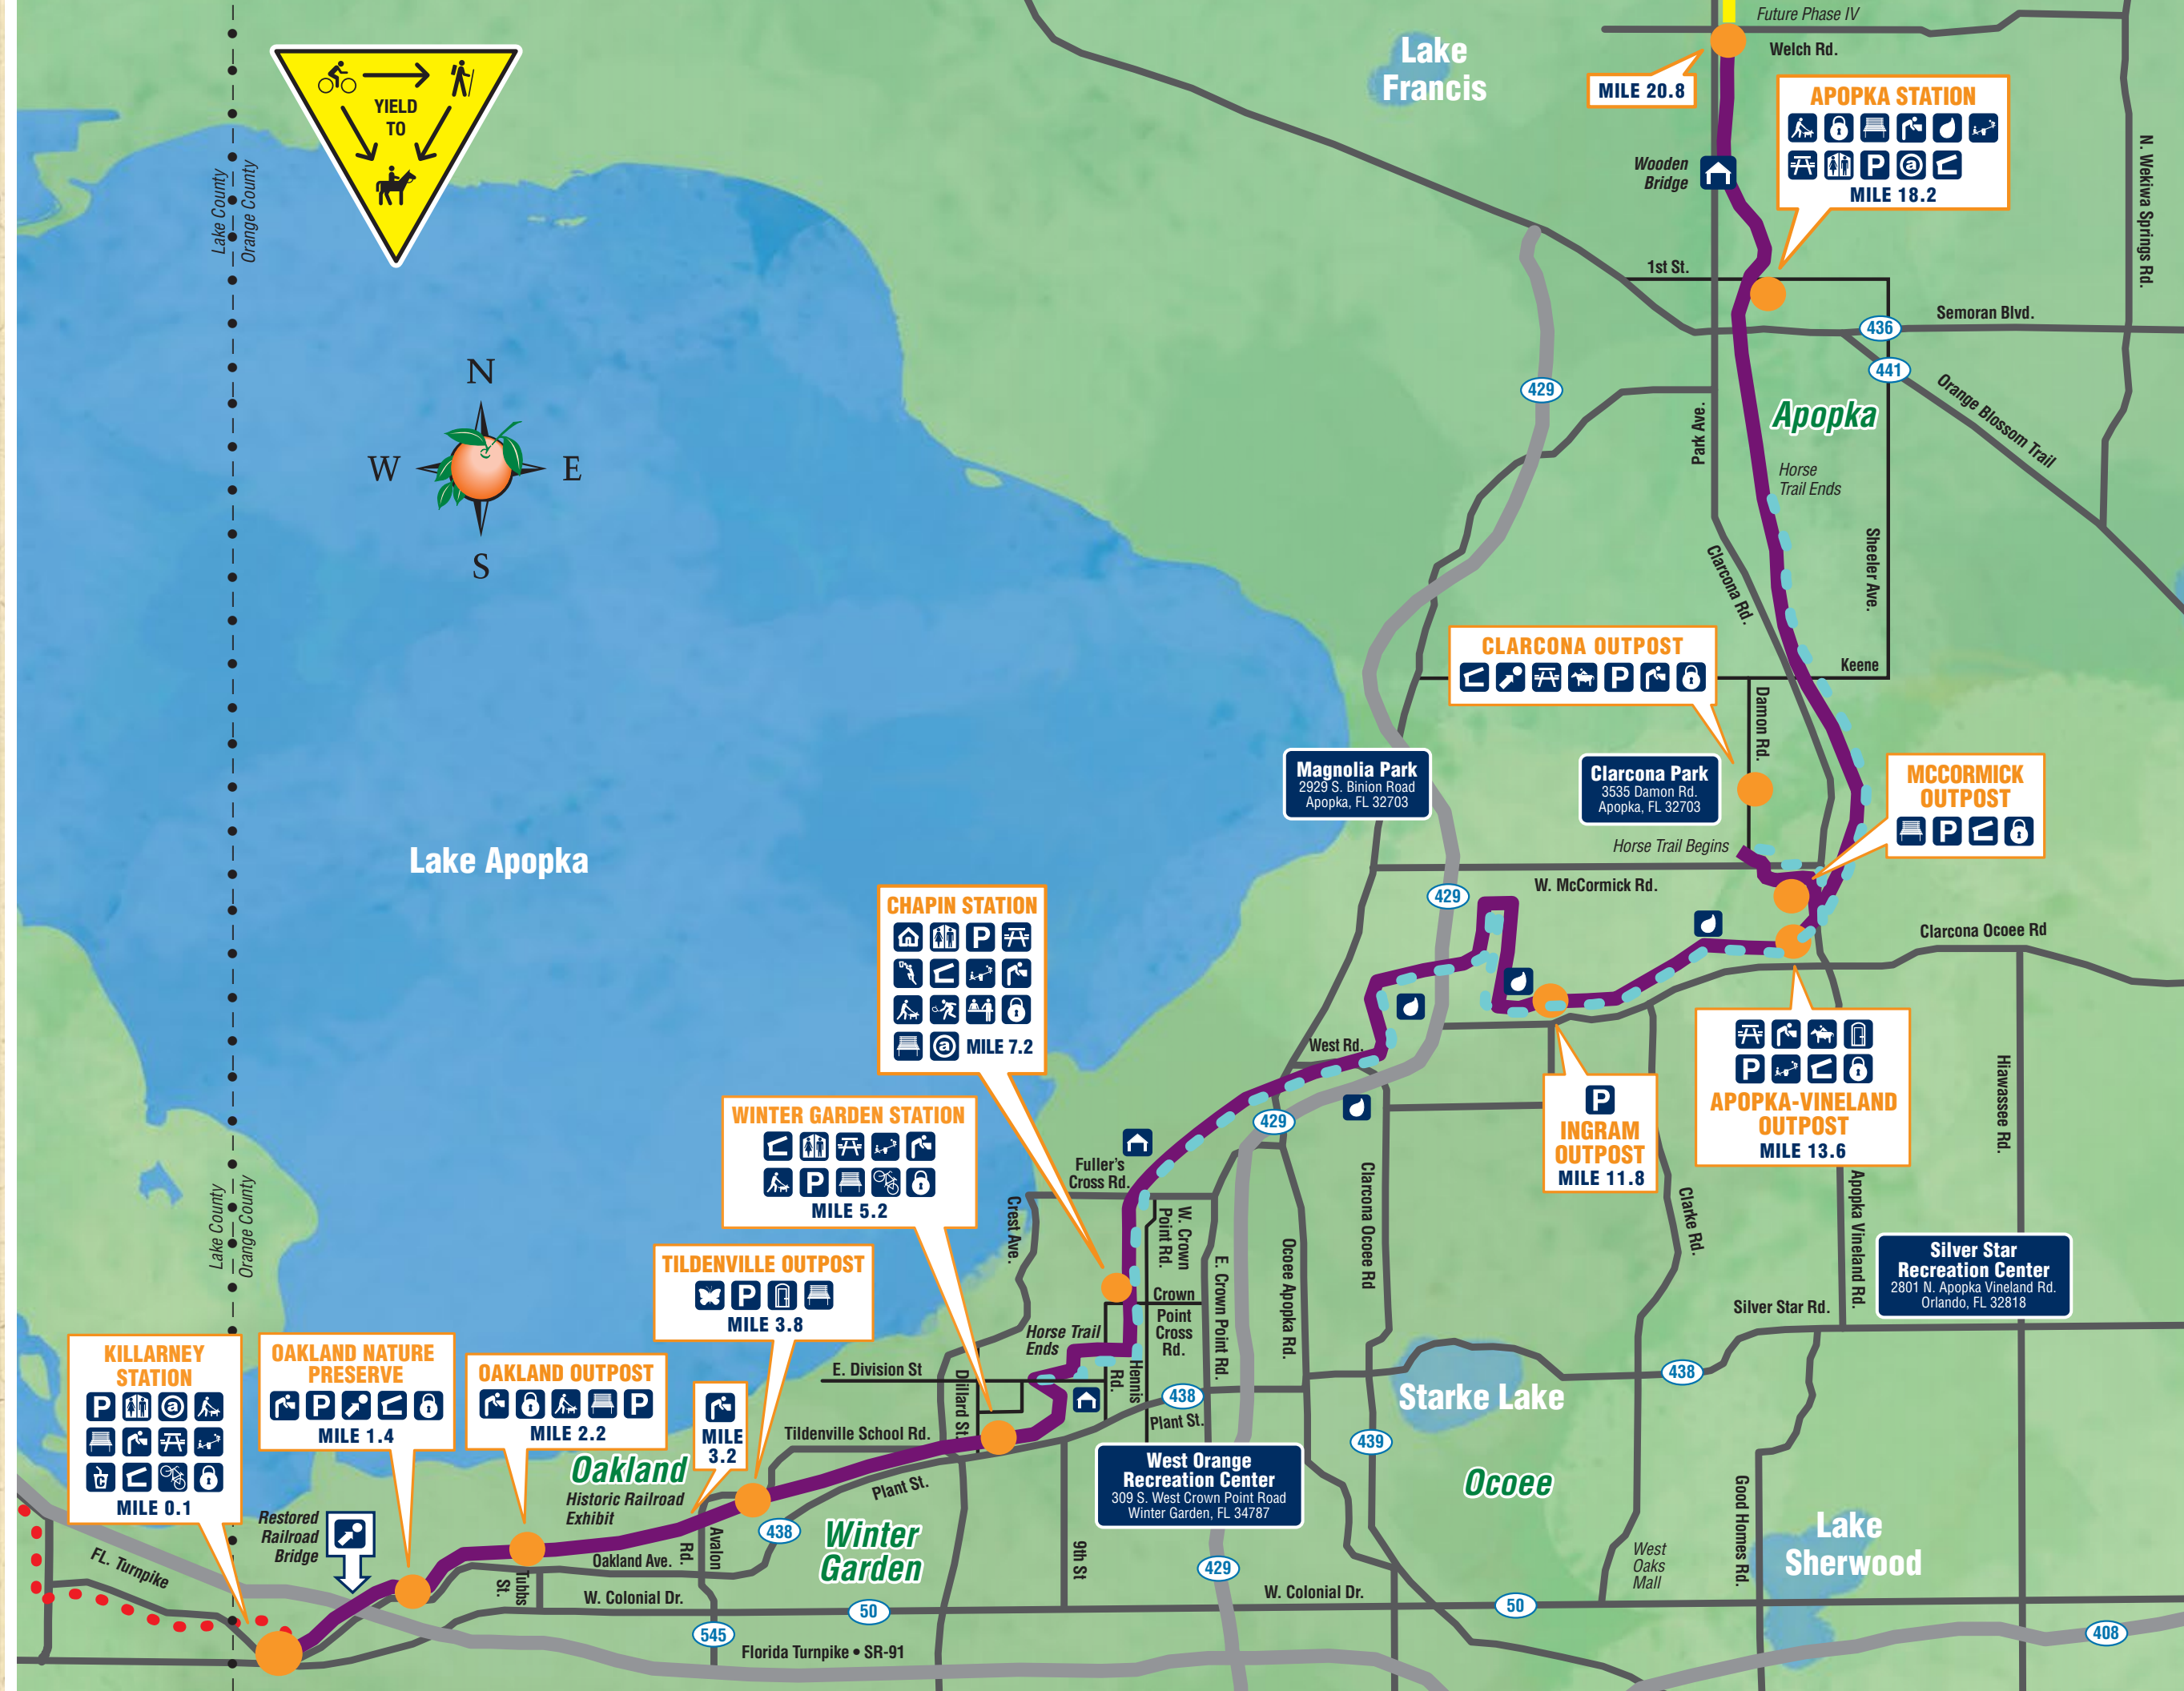 Future Phase IV
Welch Rd.
Lake
Francis
MILE 20.8
YIELD
TO
APOPKA STATION
P
@
MILE 18.2
Wooden
Bridge
N. Wekiwa Springs Rd.
Lake County
Orange County
1st St.
Semoran Blvd.
436
441
429
Orange Blossom Trail
Apopka
Park Ave.
Horse
Trail Ends
N
W
E
S
Sheeler Ave.
Clarcona Rd.
CLARCONA OUTPOST
P
Keene
Damon Rd.
Magnolia Park
2929 S. Binion Road
Apopka, FL 32703
Clarcona Park
3535 Damon Rd.
Apopka, FL 32703
MCCORMICK
OUTPOST
P
Horse Trail Begins
Lake Apopka
W. McCormick Rd.
429
CHAPIN STATION
P
@ MILE 7.2
Clarcona Ocoee Rd
West Rd.
P
APOPKA-VINELAND
OUTPOST
MILE 13.6
P
INGRAM
OUTPOST
MILE 11.8
Hiawassee Rd.
WINTER GARDEN STATION
P
MILE 5.2
429
Fuller's
Cross Rd.
Lake County
Orange County
Crest Ave.
W. Crown
Point Rd.
E. Crown Point Rd.
Ocoee Apopka Rd.
Clarcona Ocoee Rd
Clarke Rd.
Apopka Vineland Rd.
Silver Star
Recreation Center
2801 N. Apopka Vineland Rd.
Orlando, FL 32818
TILDENVILLE OUTPOST
P
MILE 3.8
Crown
Point
Cross
Rd.
Silver Star Rd.
Horse Trail
Ends
KILLARNEY
STATION
P
@
MILE 0.1
OAKLAND NATURE
PRESERVE
P
MILE 1.4
OAKLAND OUTPOST
P
MILE 2.2
MILE
3.2
E. Division St
Dillard St.
Hennis
Rd.
438
438
Plant St.
Starke Lake
Tildenville School Rd.
439
Oakland
Historic Railroad
Exhibit
Plant St.
West Orange
Recreation Center
309 S. West Crown Point Road
Winter Garden, FL 34787
Ocoee
Good Homes Rd.
Restored
Railroad
Bridge
438
Winter
Garden
Lake
Sherwood
FL. Turnpike
Oakland Ave.
Avalon
Rd.
9th St
429
West
Oaks
Mall
Tubbs
St.
W. Colonial Dr.
50
W. Colonial Dr.
50
545
408
Florida Turnpike • SR-91